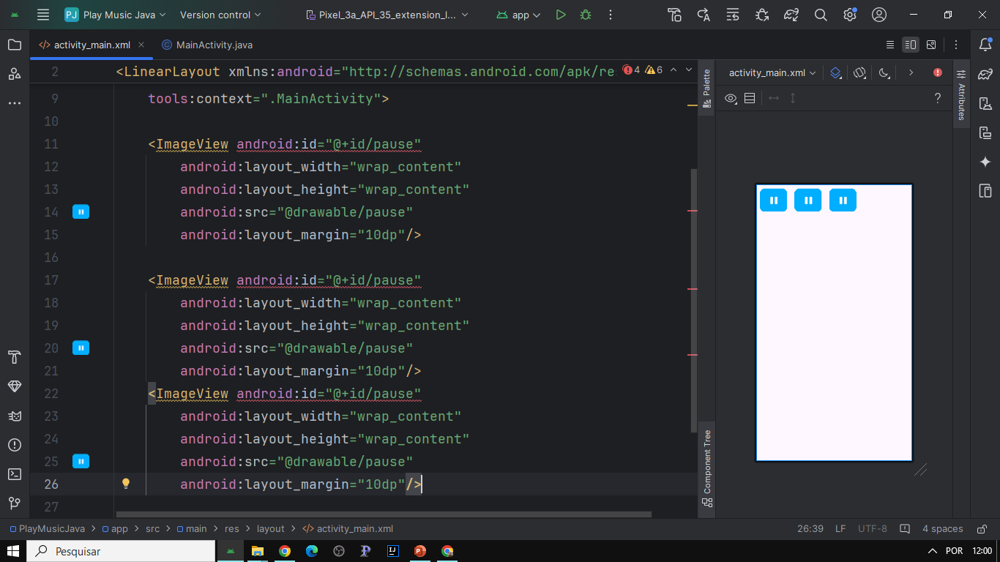 PJ Play Music Java
Version control
Pixel_3a_API_35_extension_l...
app
activity_main.xml
MainActivity.java
2 <LinearLayout xmlns:android="http://schemas.android.com/apk/re
4 6
9 tools:context=".MainActivity">
10
11 <ImageView android:id="@+id/pause"
12 android:layout_width="wrap_content"
13 android:layout_height="wrap_content"
14 android:src="@drawable/pause"
15 android:layout_margin="10dp"/>
16
17 <ImageView android:id="@+id/pause"
18 android:layout_width="wrap_content"
19 android:layout_height="wrap_content"
20 android:src="@drawable/pause"
21 android:layout_margin="10dp"/>
22 <ImageView android:id="@+id/pause"
23 android:layout_width="wrap_content"
24 android:layout_height="wrap_content"
25 android:src="@drawable/pause"
26 android:layout_margin="10dp"/>
27
Palette
Component Tree
activity_main.xml
?
Attributes
PlayMusicJava > app > src > main > res > layout > activity_main.xml
26:39 LF UTF-8 4 spaces
Pesquisar
POR 12:00